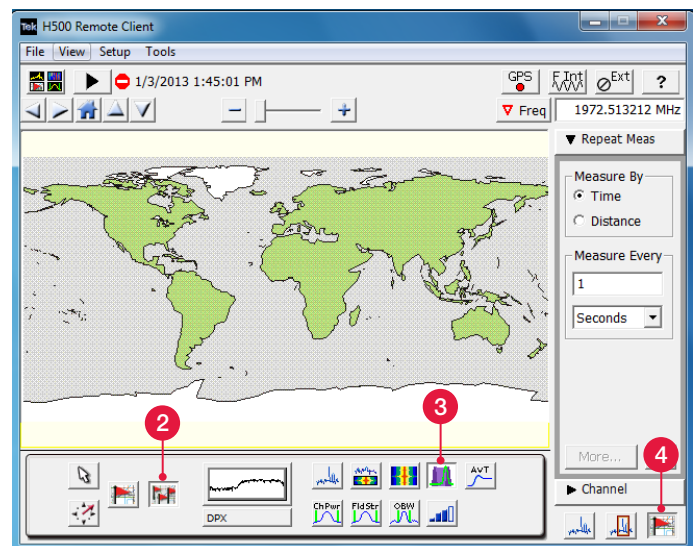 Tek H500 Remote Client
File View Setup Tools
1/3/2013 1:45:01 PM
GPS
F Int
Ext
?
Freq
1972.513212 MHz
Repeat Meas
Measure By
Time
Distance
Measure Every
1
Seconds
2
3
4
More...
Channel
AVT
DPX
ChPwr
FldStr
OBW